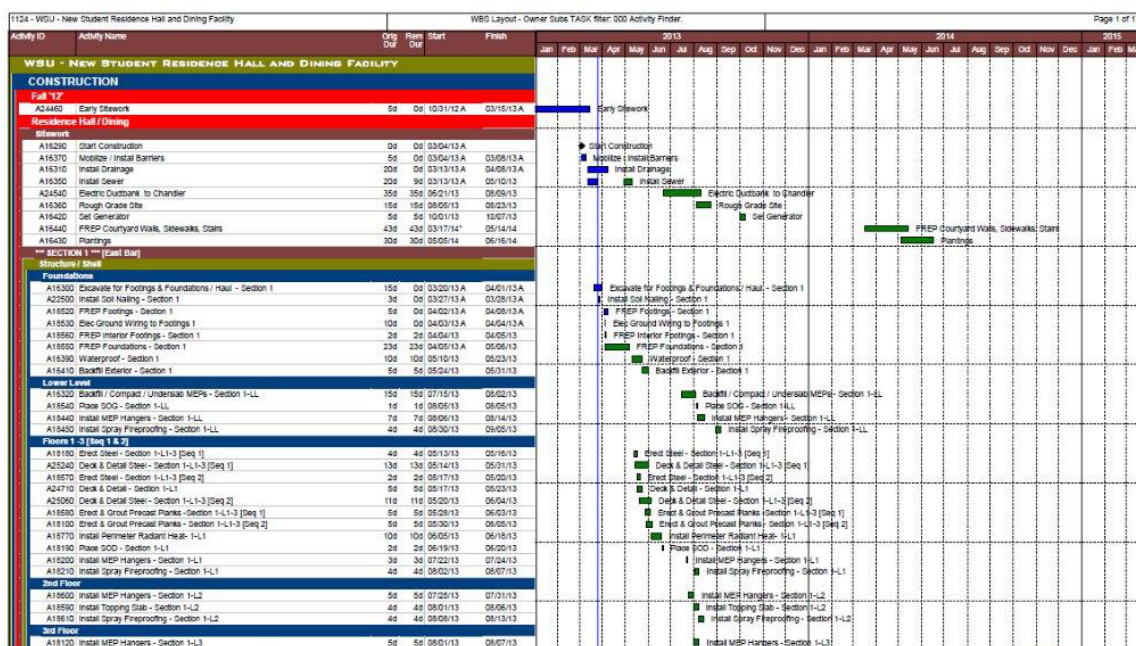 1124 - WSU - New Student Residence Hall and Dining Facility WBS Layout - Owner Subs TASK filter: 000 Activity Finder. Page 1 of 1
Activity ID Activity Name Orig Dur Rem Dur Start Finish 2013 2014 2015
Jan Feb Mar Apr May Jun Jul Aug Sep Oct Nov Dec Jan Feb Mar Apr May Jun Jul Aug Sep Oct Nov Dec Jan Feb
WSU - NEW STUDENT RESIDENCE HALL AND DINING FACILITY
CONSTRUCTION
Fall '12'
A24460 Early Sitework 5d 0d 10/31/12 A 03/15/13 A Early Sitework
Residence Hall / Dining
Sitework
A16290 Start Construction 0d 0d 03/04/13 A Start Construction
A16370 Mobilize / Install Barriers 5d 0d 03/04/13 A 03/08/13 A Mobilize / Install Barriers
A16310 Install Drainage 20d 0d 03/13/13 A 04/08/13 A Install Drainage
A16350 Install Sewer 20d 9d 03/13/13 A 05/10/13 Install Sewer
A24540 Electric Ductbank to Chandler 35d 35d 06/21/13 08/09/13 Electric Ductbank to Chandler
A16360 Rough Grade Site 15d 15d 08/05/13 08/23/13 Rough Grade Site
A16420 Set Generator 5d 5d 10/01/13 10/07/13 Set Generator
A16440 FREP Courtyard Walls, Sidewalks, Stairs 43d 43d 03/17/14* 05/14/14 FREP Courtyard Walls, Sidewalks, Stairs
A16430 Plantings 30d 30d 05/05/14 06/16/14 Plantings
*** SECTION 1 *** [East Bar]
Structure / Shell
Foundations
A16300 Excavate for Footings & Foundations / Haul - Section 1 15d 0d 03/20/13 A 04/01/13 A Excavate for Footings & Foundations / Haul - Section 1
A22500 Install Soil Nailing - Section 1 3d 0d 03/27/13 A 03/28/13 A Install Soil Nailing - Section 1
A18520 FREP Footings - Section 1 5d 0d 04/02/13 A 04/08/13 A FREP Footings - Section 1
A18530 Elec Ground Wiring to Footings 1 10d 0d 04/03/13 A 04/04/13 A Elec Ground Wiring to Footings 1
A18560 FREP Interior Footings - Section 1 2d 2d 04/04/13 04/05/13 FREP Interior Footings - Section 1
A18550 FREP Foundations - Section 1 23d 23d 04/05/13 A 05/06/13 FREP Foundations - Section 1
A16390 Waterproof - Section 1 10d 10d 05/10/13 05/23/13 Waterproof - Section 1
A16410 Backfill Exterior - Section 1 5d 5d 05/24/13 05/31/13 Backfill Exterior - Section 1
Lower Level
A16320 Backfill / Compact / Underslab MEPs - Section 1-LL 15d 15d 07/15/13 08/02/13 Backfill / Compact / Underslab MEPs - Section 1-LL
A18540 Place SOG - Section 1-LL 1d 1d 08/05/13 08/05/13 Place SOG - Section 1-LL
A18440 Install MEP Hangers - Section 1-LL 7d 7d 08/06/13 08/14/13 Install MEP Hangers - Section 1-LL
A18450 Install Spray Fireproofing - Section 1-LL 4d 4d 08/30/13 09/05/13 Install Spray Fireproofing - Section 1-LL
Floors 1 -3 [Seq 1 & 2]
A18180 Erect Steel - Section 1-L1-3 [Seq 1] 4d 4d 05/13/13 05/16/13 Erect Steel - Section 1-L1-3 [Seq 1]
A25240 Deck & Detail Steel - Section 1-L1-3 [Seq 1] 13d 13d 05/14/13 05/31/13 Deck & Detail Steel - Section 1-L1-3 [Seq 1]
A18570 Erect Steel - Section 1-L1-3 [Seq 2] 2d 2d 05/17/13 05/20/13 Erect Steel - Section 1-L1-3 [Seq 2]
A24710 Deck & Detail - Section 1-L1 5d 5d 05/17/13 05/23/13 Deck & Detail - Section 1-L1
A25060 Deck & Detail Steel - Section 1-L1-3 [Seq 2] 11d 11d 05/20/13 06/04/13 Deck & Detail Steel - Section 1-L1-3 [Seq 2]
A18580 Erect & Grout Precast Planks -Section 1-L1-3 [Seq 1] 5d 5d 05/28/13 06/03/13 Erect & Grout Precast Planks -Section 1-L1-3 [Seq 1]
A18100 Erect & Grout Precast Planks - Section 1-L1-3 [Seq 2] 5d 5d 05/30/13 06/05/13 Erect & Grout Precast Planks - Section 1-L1-3 [Seq 2]
A18770 Install Perimeter Radiant Heat- 1-L1 10d 10d 06/05/13 06/18/13 Install Perimeter Radiant Heat- 1-L1
A18190 Place SOD - Section 1-L1 2d 2d 06/19/13 06/20/13 Place SOD - Section 1-L1
A18200 Install MEP Hangers - Section 1-L1 3d 3d 07/22/13 07/24/13 Install MEP Hangers - Section 1-L1
A18210 Install Spray Fireproofing - Section 1-L1 4d 4d 08/02/13 08/07/13 Install Spray Fireproofing - Section 1-L1
2nd Floor
A18600 Install MEP Hangers - Section 1-L2 5d 5d 07/25/13 07/31/13 Install MEP Hangers - Section 1-L2
A18590 Install Topping Slab - Section 1-L2 4d 4d 08/01/13 08/06/13 Install Topping Slab - Section 1-L2
A18610 Install Spray Fireproofing - Section 1-L2 4d 4d 08/08/13 08/13/13 Install Spray Fireproofing - Section 1-L2
3rd Floor
A18120 Install MEP Hangers - Section 1-L3 5d 5d 08/01/13 08/07/13 Install MEP Hangers - Section 1-L3